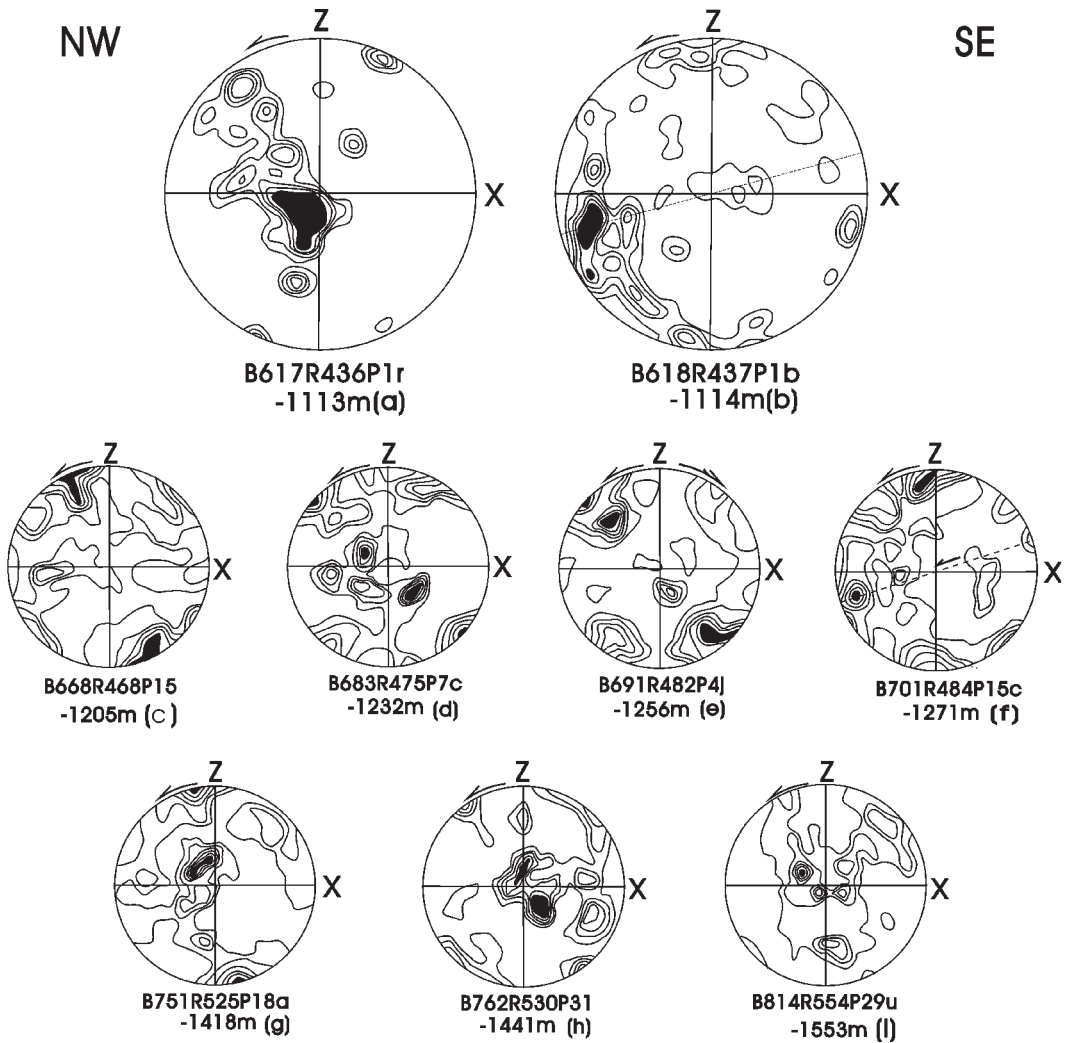 NW Z Z SE
X X
B617R436P1r B618R437P1b
-1113m(a) -1114m(b)
Z Z Z Z
X X X X
B668R468P15 B683R475P7c B691R482P4j B701R484P15c
-1205m (c) -1232m (d) -1256m (e) -1271m (f)
Z Z Z
X X X
B751R525P18a B762R530P31 B814R554P29u
-1418m (g) -1441m (h) -1553m (l)